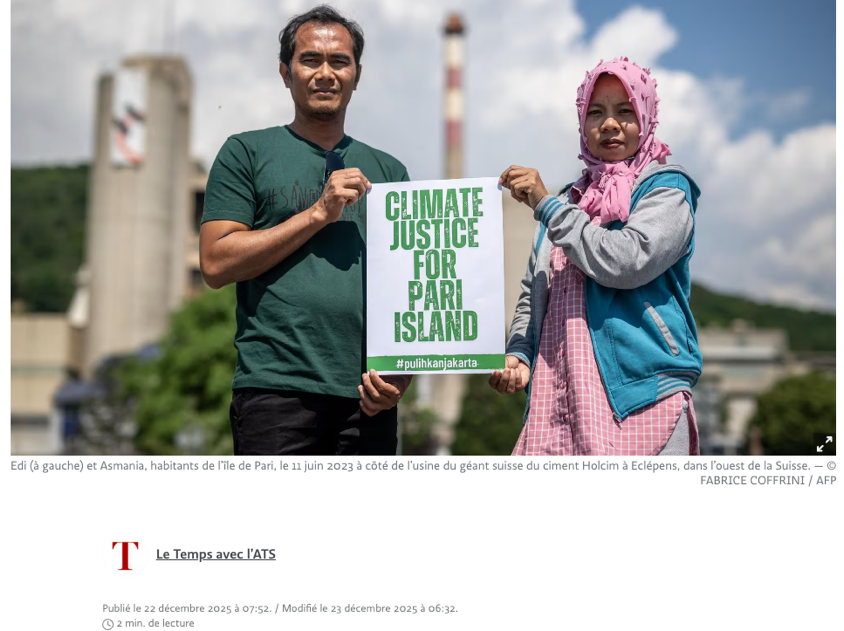 CLIMATE
JUSTICE
FOR
PARI
ISLAND
#pulihkanjakarta
Edi (à gauche) et Asmania, habitants de l'île de Pari, le 11 juin 2023 à côté de l'usine du géant suisse du ciment Holcim à Eclépens, dans l'ouest de la Suisse. — ©
FABRICE COFFRINI / AFP
T
Le Temps avec l'ATS
Publié le 22 décembre 2025 à 07:52. / Modifié le 23 décembre 2025 à 06:32.
2 min. de lecture